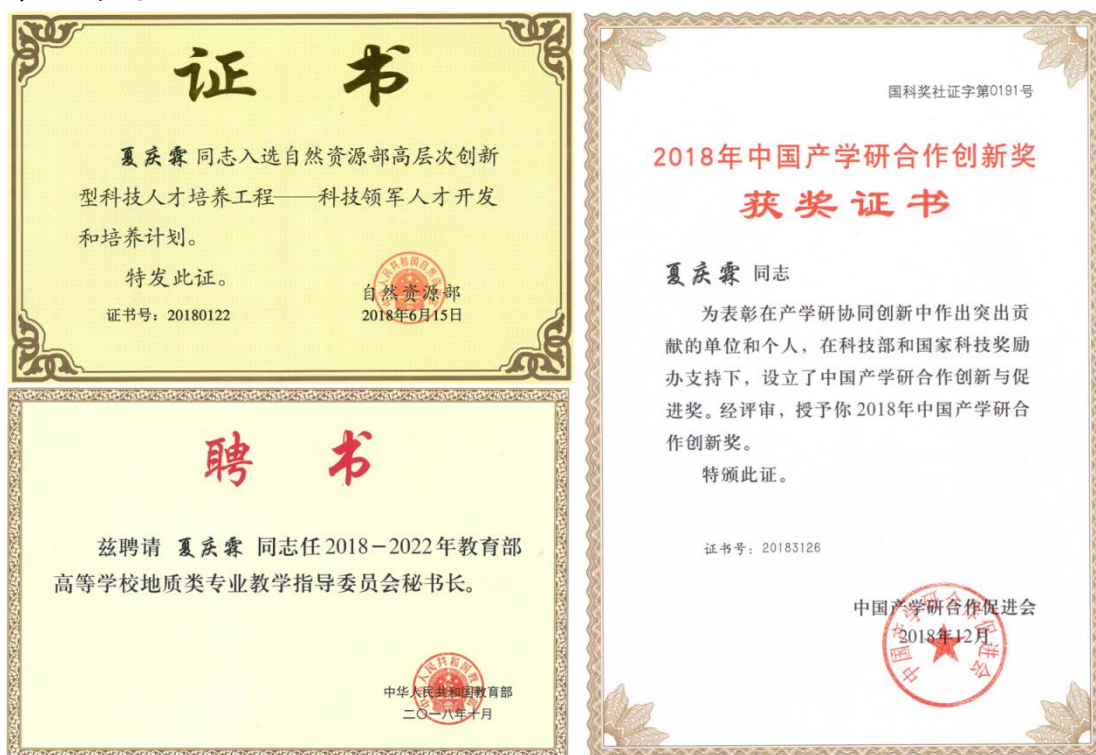 证 书
夏庆霖 同志入选自然资源部高层次创新
型科技人才培养工程——科技领军人才开发
和培养计划。
特发此证。
自然资源部
证书号：20180122
2018年6月15日
聘 书
兹聘请 夏庆霖 同志任2018-2022年教育部
高等学校地质类专业教学指导委员会秘书长。
中华人民共和国教育部
二〇一八年十月
国科奖社证字第0191号
2018年中国产学研合作创新奖
获奖证书
夏庆霖 同志
为表彰在产学研协同创新中作出突出贡
献的单位和个人，在科技部和国家科技奖励
办支持下，设立了中国产学研合作创新与促
进奖。经评审，授予你 2018年中国产学研合
作创新奖。
特颁此证。
证书号：20183126
中国产学研合作促进会
2018年12月
中国产学研合作促进会